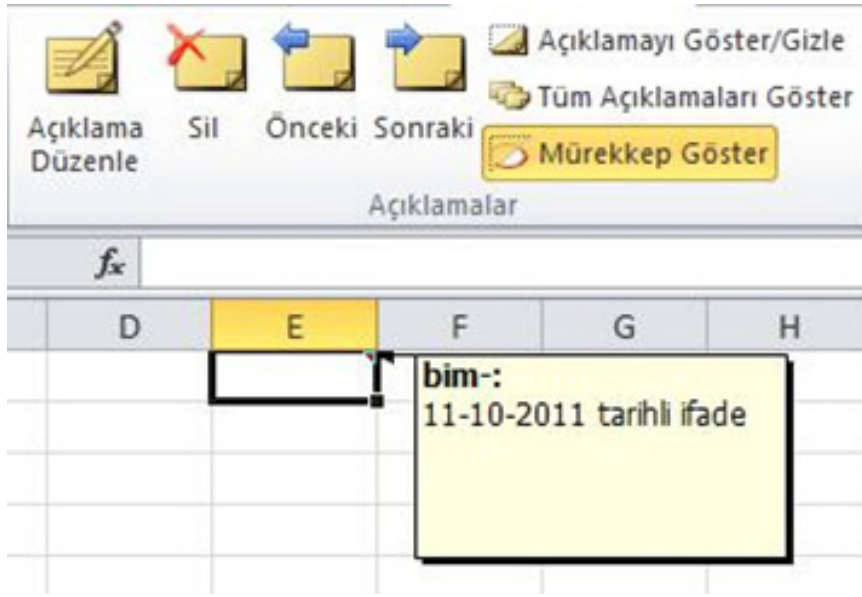 Açıklama Düzenle
Sil
Önceki
Sonraki
Açıklamayı Göster/Gizle
Tüm Açıklamaları Göster
Mürekkep Göster
Açıklamalar
fx
D E F G H
bim-:
11-10-2011 tarihli ifade